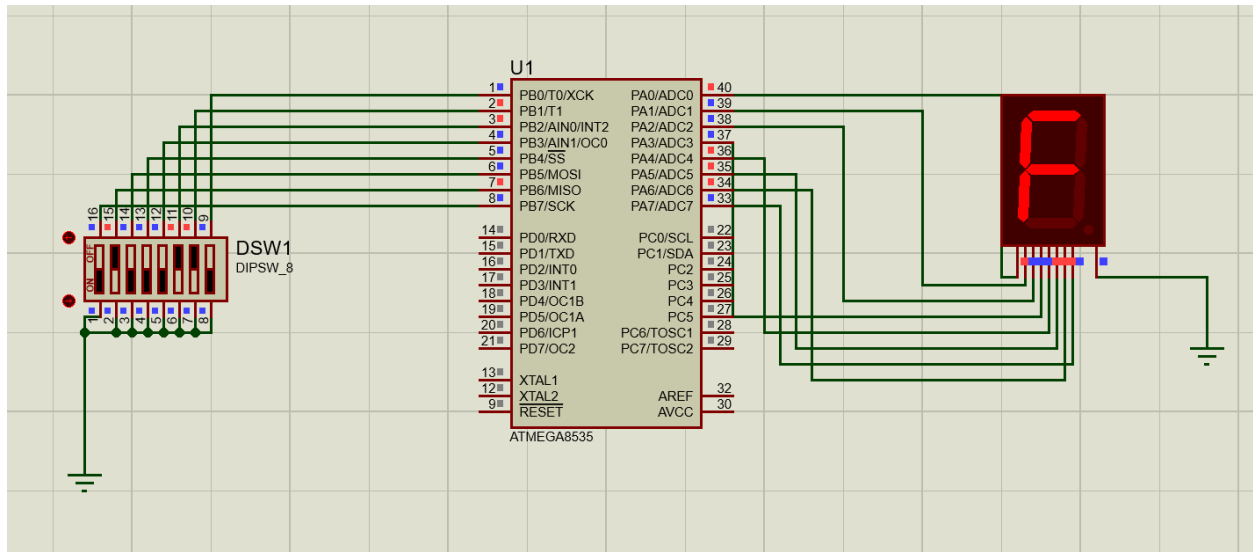 U1
1 PB0/T0/XCK PA0/ADC0 40
2 PB1/T1 PA1/ADC1 39
3 PB2/AIN0/INT2 PA2/ADC2 38
4 PB3/AIN1/OC0 PA3/ADC3 37
5 PB4/SS PA4/ADC4 36
6 PB5/MOSI PA5/ADC5 35
7 PB6/MISO PA6/ADC6 34
8 PB7/SCK PA7/ADC7 33
14 PD0/RXD PC0/SCL 22
15 PD1/TXD PC1/SDA 23
16 PD2/INT0 PC2 24
17 PD3/INT1 PC3 25
18 PD4/OC1B PC4 26
19 PD5/OC1A PC5 27
20 PD6/ICP1 PC6/TOSC1 28
21 PD7/OC2 PC7/TOSC2 29
13 XTAL1
12 XTAL2 AREF 32
9 RESET AVCC 30
ATMEGA8535
16 15 14 13 12 11 10 9
OFF
ON
DSW1
DIPSW_8
1 2 3 4 5 6 7 8
F